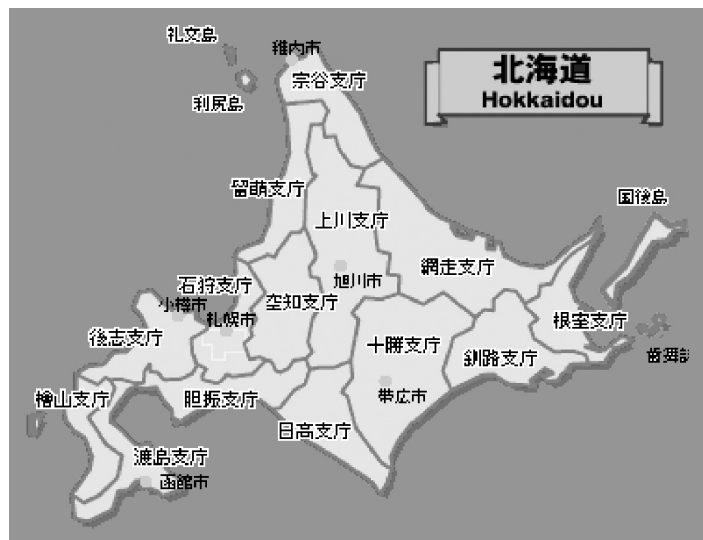 礼文島
稚内市
北海道
宗谷支庁
Hokkaidou
利尻島
留萌支庁
国後島
上川支庁
網走支庁
石狩支庁
旭川市
小樽市
空知支庁
札幌市
根室支庁
後志支庁
十勝支庁
釧路支庁
歯舞諸
檜山支庁
胆振支庁
帯広市
日高支庁
渡島支庁
函館市